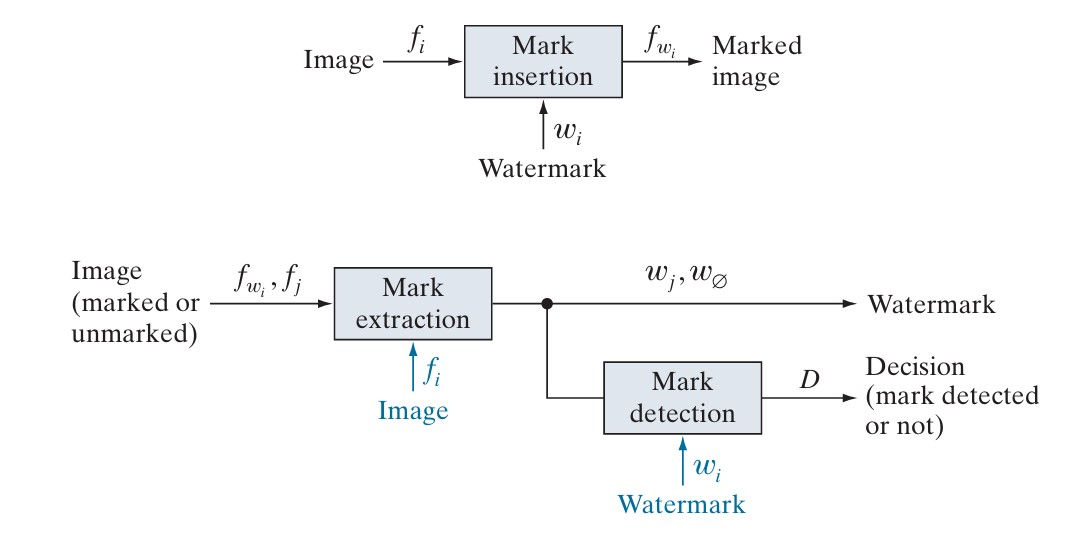 Image
f_i
Mark
insertion
f_{w_i}
Marked
image
w_i
Watermark
Image
(marked or
unmarked)
f_{w_i}, f_j
Mark
extraction
w_j, w_∅
Watermark
f_i
Image
Mark
detection
D
Decision
(mark detected
or not)
w_i
Watermark